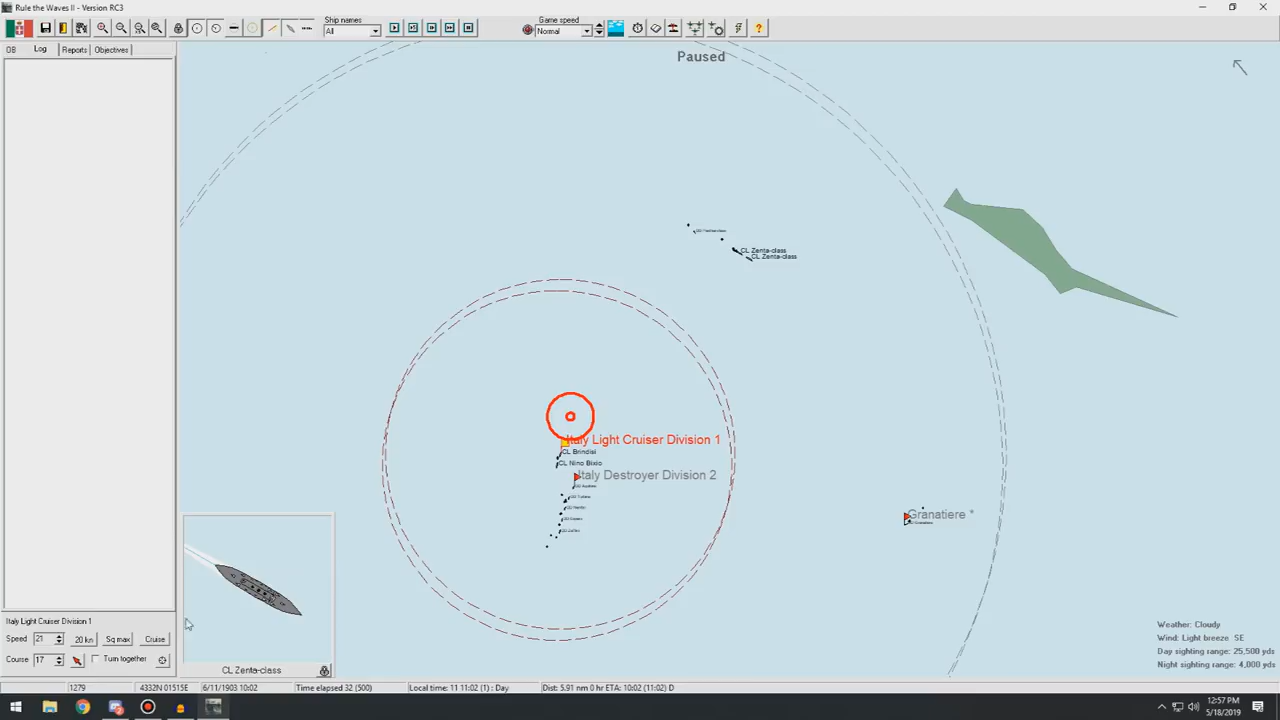 Rule the Waves II - Version RC3
Ship names
All
Game speed
Normal
OB
Log
Reports
Objectives
Paused
CL Zenta-class
CL Zenta-class
Italy Light Cruiser Division 1
CL Brindisi
CL Nino Bixio
Italy Destroyer Division 2
Granatiere *
Italy Light Cruiser Division 1
Speed
21
20 kn
Sq max
Cruise
Course
17
Turn together
CL Zenta-class
Weather: Cloudy
Wind: Light breeze SE
Day sighting range: 25,500 yds
Night sighting range: 4,000 yds
1279
4332N 01515E
6/11/1903 10:02
Time elapsed 32 (500)
Local time: 11 11:02 (1) : Day
Dist: 5.91 nm 0 hr ETA: 10:02 (11:02) D
12:57 PM
5/18/2019